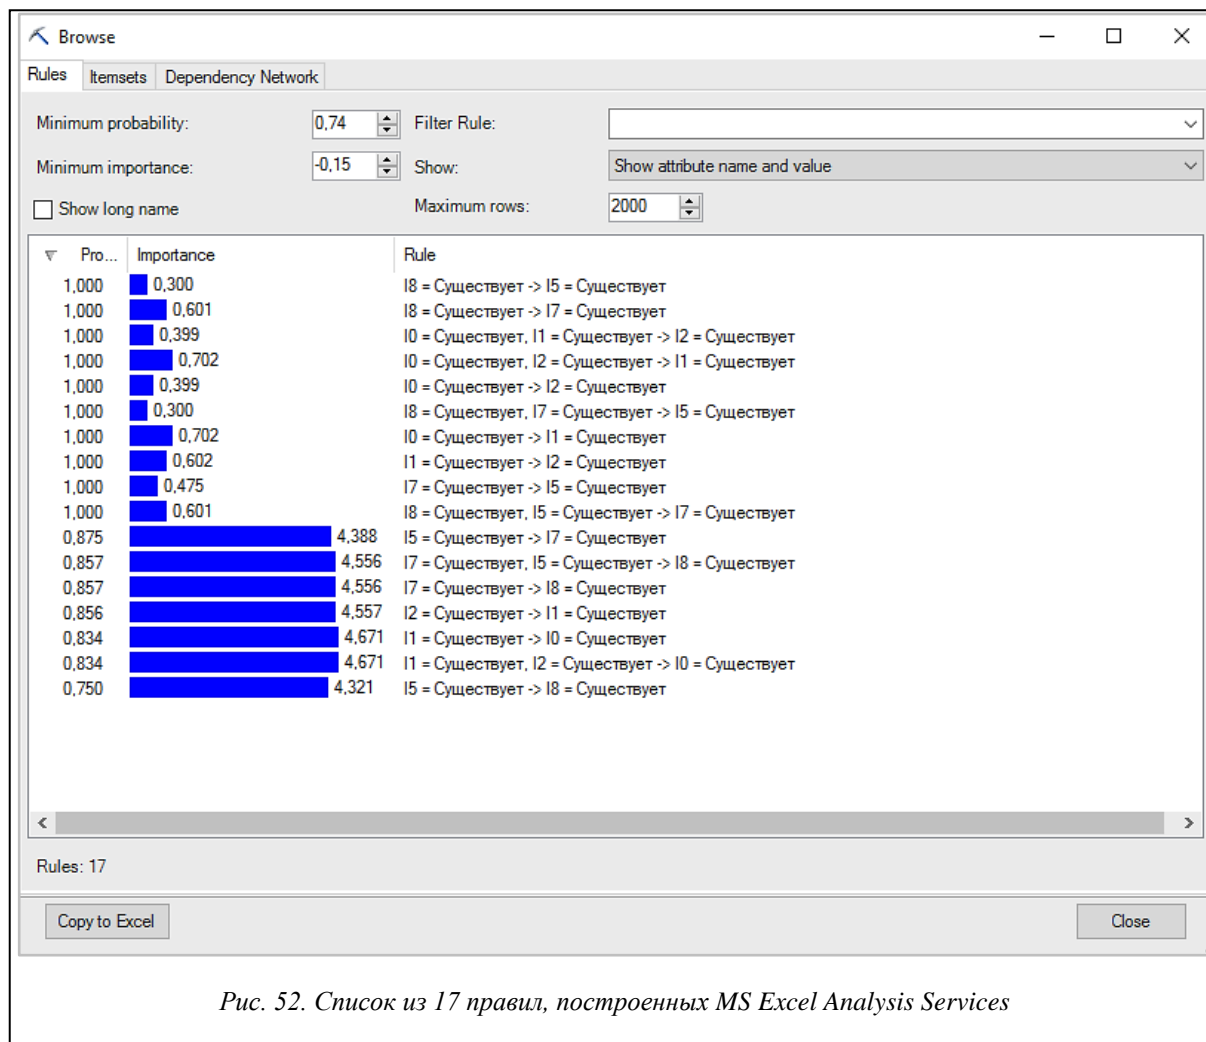 Browse
Rules Itemsets Dependency Network
Minimum probability: 0,74 Filter Rule:
Minimum importance: -0,15 Show: Show attribute name and value
Show long name Maximum rows: 2000
Pro... Importance Rule
1,000 0,300 I8 = Существует -> I5 = Существует
1,000 0,601 I8 = Существует -> I7 = Существует
1,000 0,399 I0 = Существует, I1 = Существует -> I2 = Существует
1,000 0,702 I0 = Существует, I2 = Существует -> I1 = Существует
1,000 0,399 I0 = Существует -> I2 = Существует
1,000 0,300 I8 = Существует, I7 = Существует -> I5 = Существует
1,000 0,702 I0 = Существует -> I1 = Существует
1,000 0,602 I1 = Существует -> I2 = Существует
1,000 0,475 I7 = Существует -> I5 = Существует
1,000 0,601 I8 = Существует, I5 = Существует -> I7 = Существует
0,875 4,388 I5 = Существует -> I7 = Существует
0,857 4,556 I7 = Существует, I5 = Существует -> I8 = Существует
0,857 4,556 I7 = Существует -> I8 = Существует
0,856 4,557 I2 = Существует -> I1 = Существует
0,834 4,671 I1 = Существует -> I0 = Существует
0,834 4,671 I1 = Существует, I2 = Существует -> I0 = Существует
0,750 4,321 I5 = Существует -> I8 = Существует
Rules: 17
Copy to Excel Close
Рис. 52. Список из 17 правил, построенных MS Excel Analysis Services